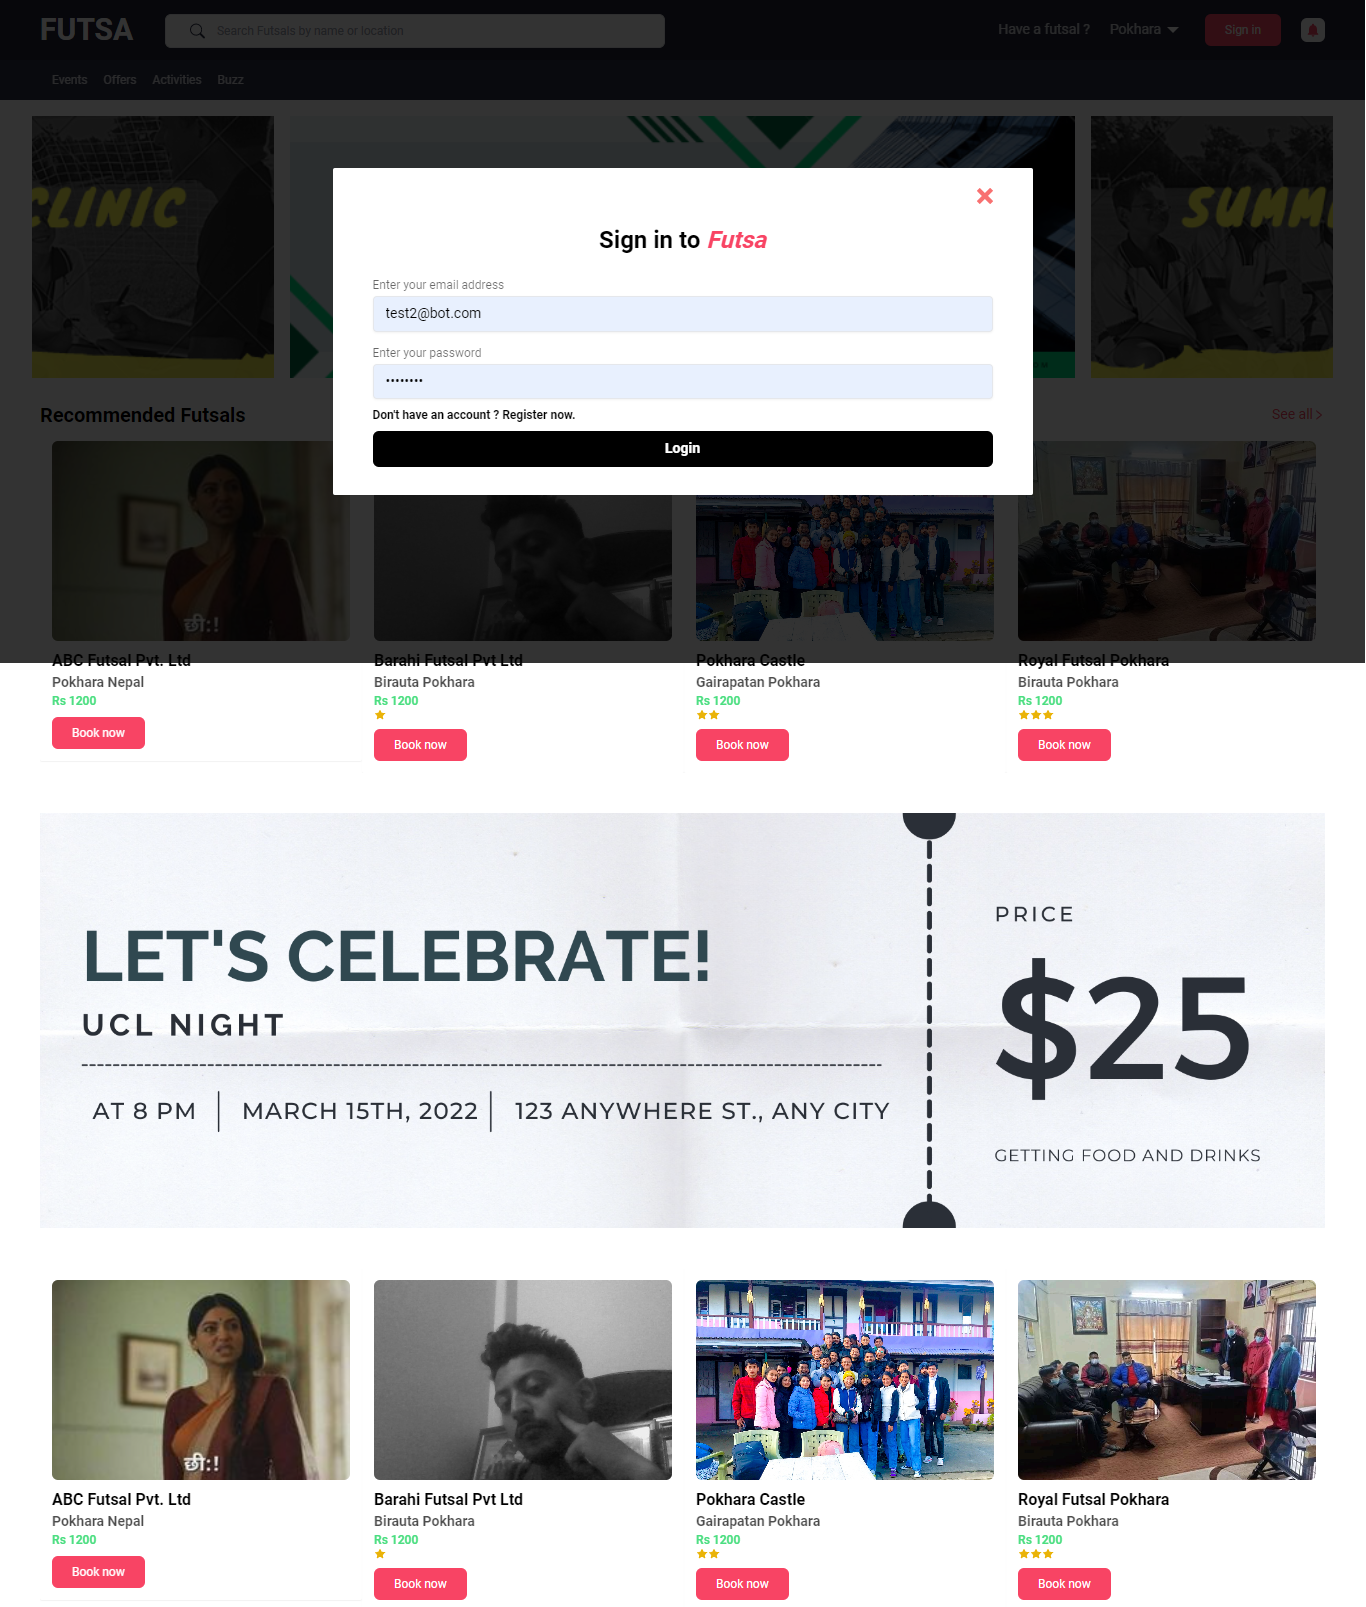 FUTSA
Search Futsals by name or location
Have a futsal ?
Pokhara
Sign in
Events
Offers
Activities
Buzz
CLINIC
Sign in to Futsa
Enter your email address
test2@bot.com
Enter your password
••••••••
Don't have an account ? Register now.
Login
Recommended Futsals
See all
छी:!
ABC Futsal Pvt. Ltd
Pokhara Nepal
Rs 1200
Book now
Barahi Futsal Pvt Ltd
Birauta Pokhara
Rs 1200
Book now
Pokhara Castle
Gairapatan Pokhara
Rs 1200
Book now
Royal Futsal Pokhara
Birauta Pokhara
Rs 1200
Book now
LET'S CELEBRATE!
UCL NIGHT
AT 8 PM
MARCH 15TH, 2022
123 ANYWHERE ST., ANY CITY
PRICE
$25
GETTING FOOD AND DRINKS
छी:!
ABC Futsal Pvt. Ltd
Pokhara Nepal
Rs 1200
Book now
Barahi Futsal Pvt Ltd
Birauta Pokhara
Rs 1200
Book now
Pokhara Castle
Gairapatan Pokhara
Rs 1200
Book now
Royal Futsal Pokhara
Birauta Pokhara
Rs 1200
Book now